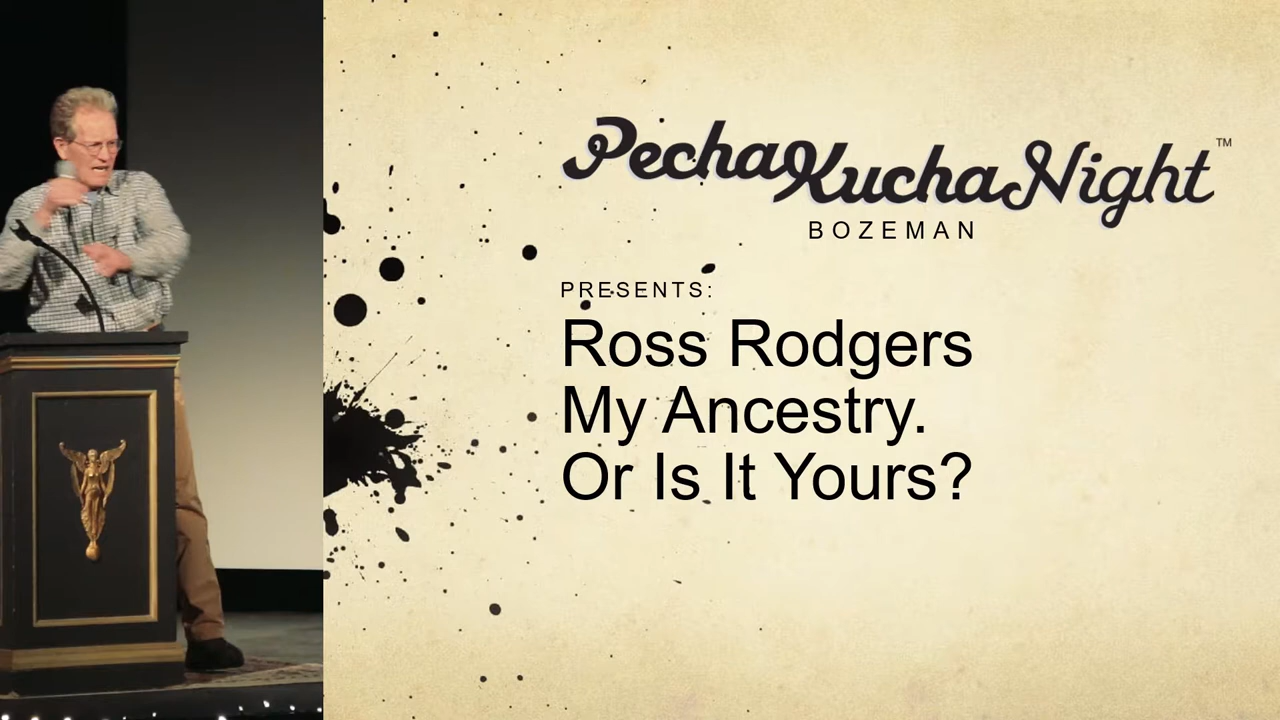 PechaKuchaNight™
BOZEMAN
PRESENTS:
Ross Rodgers
My Ancestry.
Or Is It Yours?